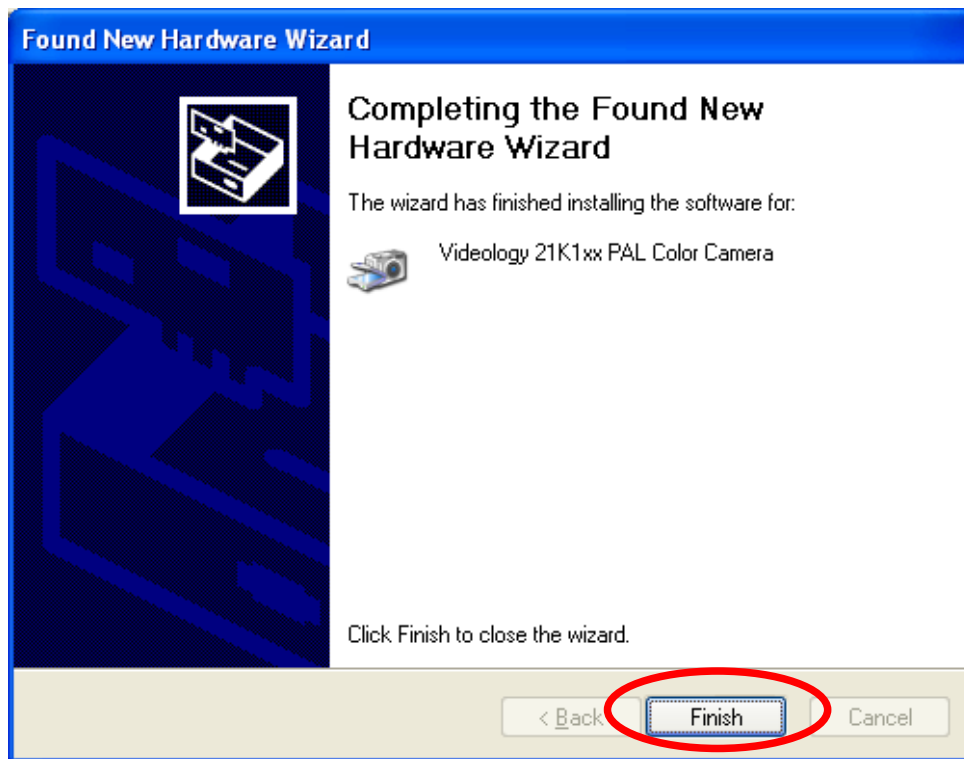 Found New Hardware Wizard
Completing the Found New
Hardware Wizard
The wizard has finished installing the software for:
Videology 21K1xx PAL Color Camera
Click Finish to close the wizard.
< Back
Finish
Cancel